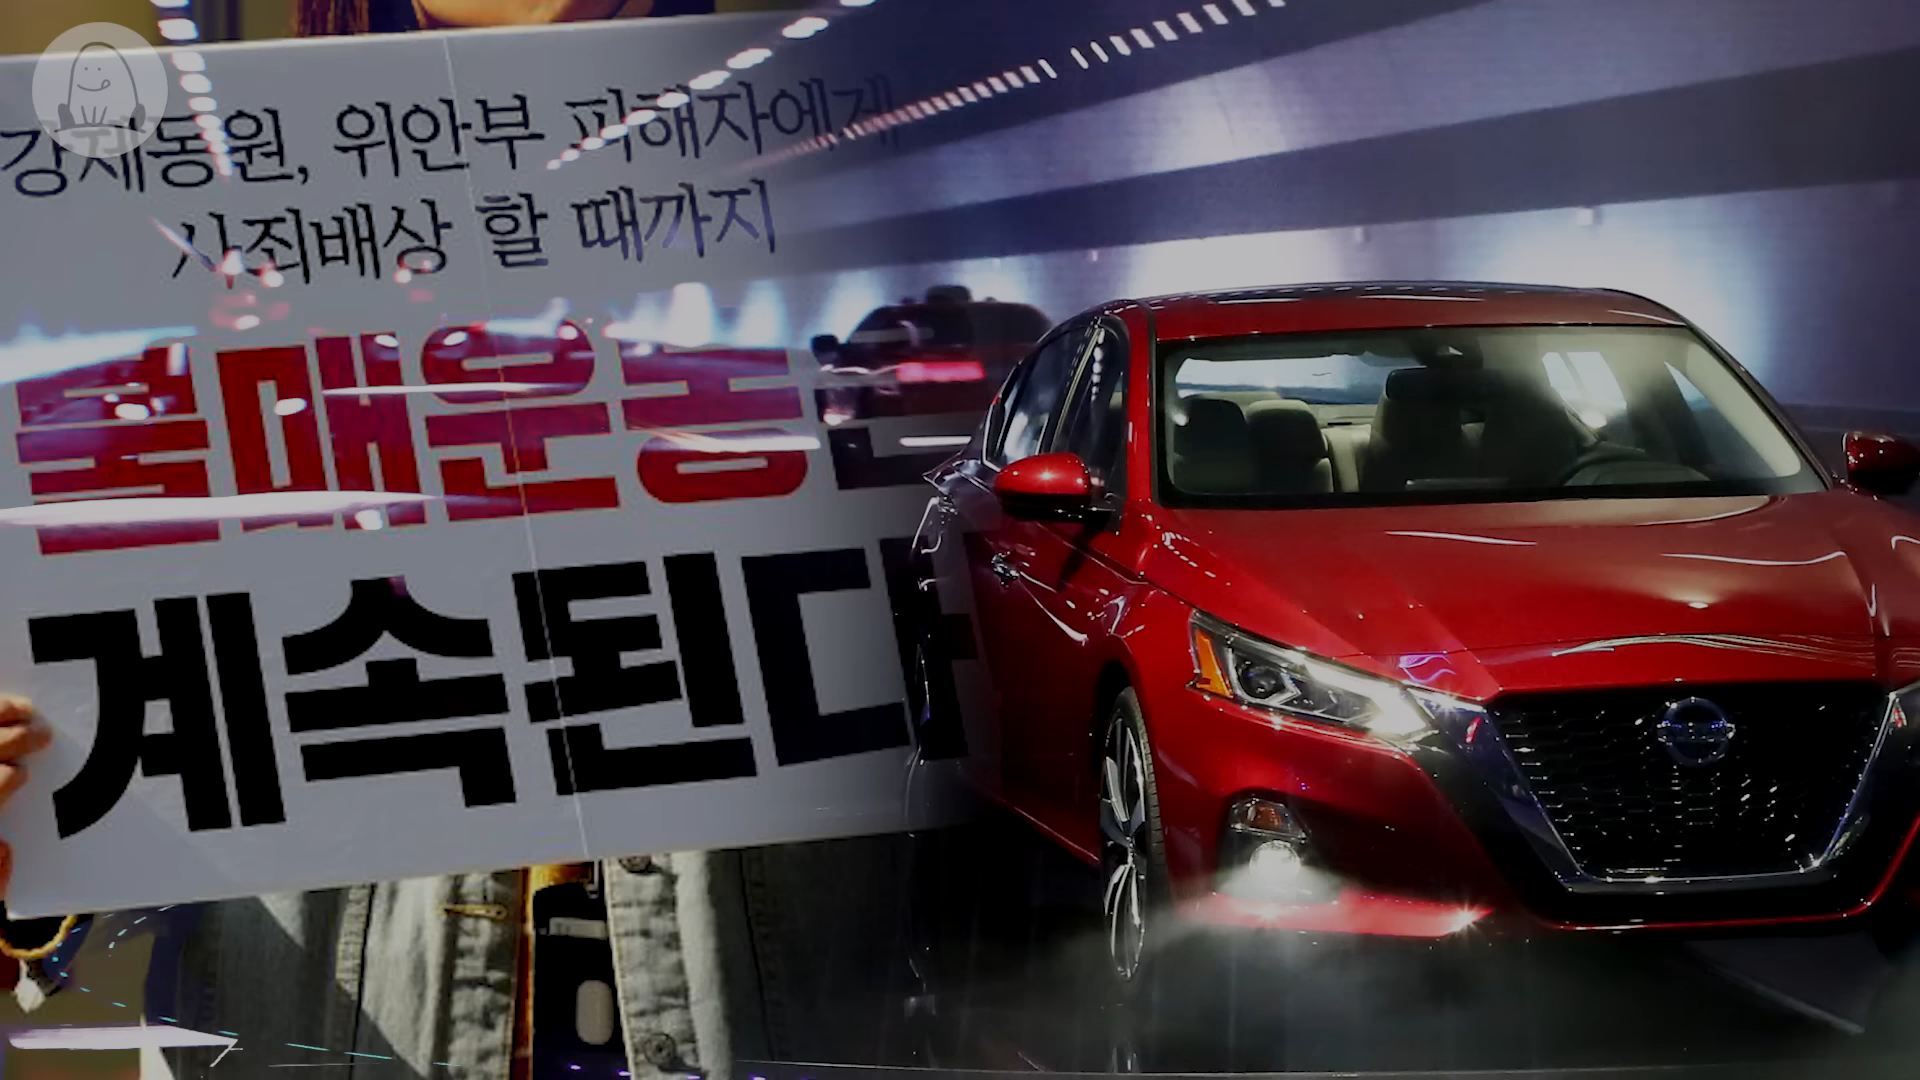 강제동원, 위안부 피해자에게
사죄배상 할 때까지
불매운동은
계속된다